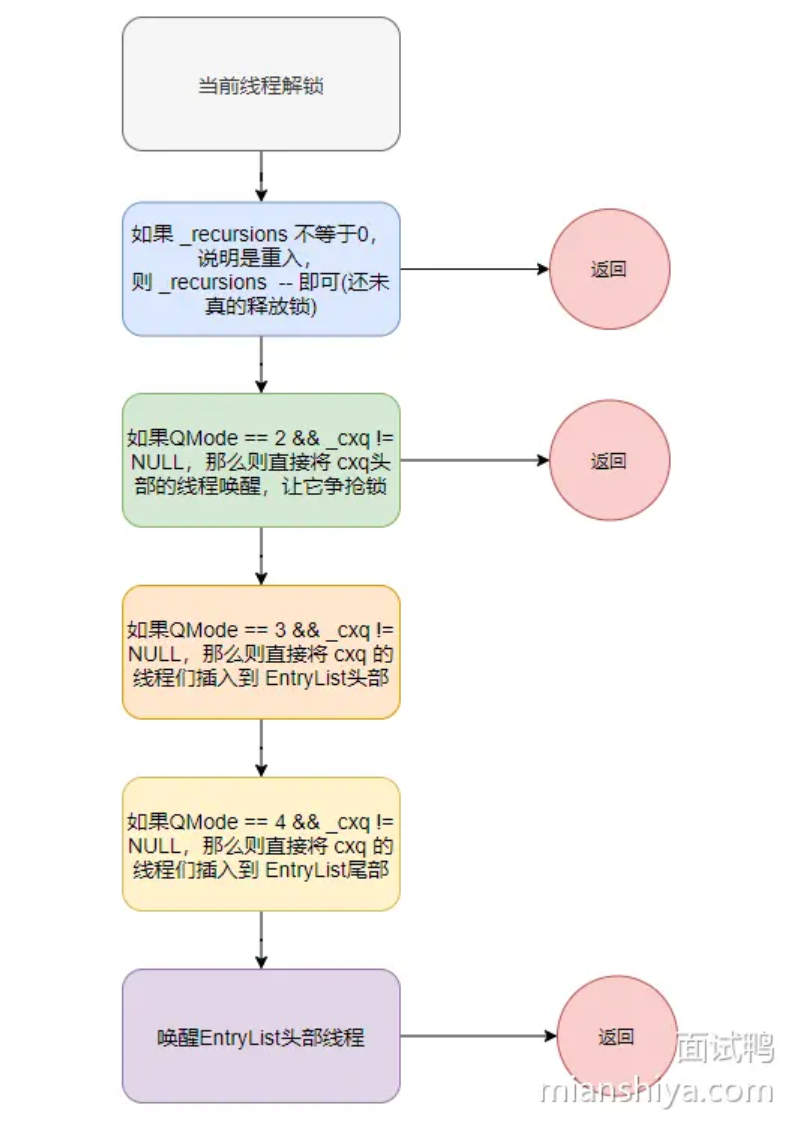 当前线程解锁
如果 _recursions 不等于0，
说明是重入，
则 _recursions -- 即可(还未
真的释放锁)
返回
如果QMode == 2 && _cxq !=
NULL，那么则直接将 cxq头
部的线程唤醒，让它争抢锁
返回
如果QMode == 3 && _cxq !=
NULL，那么则直接将 cxq 的
线程们插入到 EntryList头部
如果QMode == 4 && _cxq !=
NULL，那么则直接将 cxq 的
线程们插入到 EntryList尾部
唤醒EntryList头部线程
返回
面试鸭
mianshiya.com